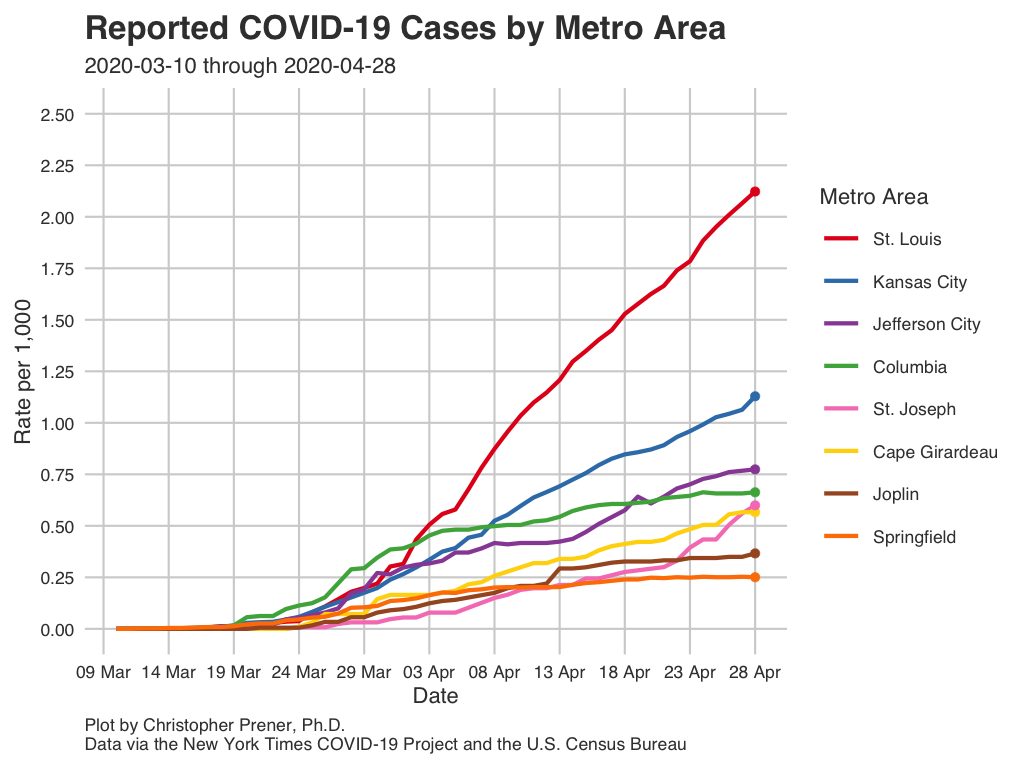 Reported COVID-19 Cases by Metro Area
2020-03-10 through 2020-04-28
2.50
2.25
2.00
1.75
1.50
1.25
1.00
0.75
0.50
0.25
0.00
Rate per 1,000
09 Mar 14 Mar 19 Mar 24 Mar 29 Mar 03 Apr 08 Apr 13 Apr 18 Apr 23 Apr 28 Apr
Date
Metro Area
St. Louis
Kansas City
Jefferson City
Columbia
St. Joseph
Cape Girardeau
Joplin
Springfield
Plot by Christopher Prener, Ph.D.
Data via the New York Times COVID-19 Project and the U.S. Census Bureau